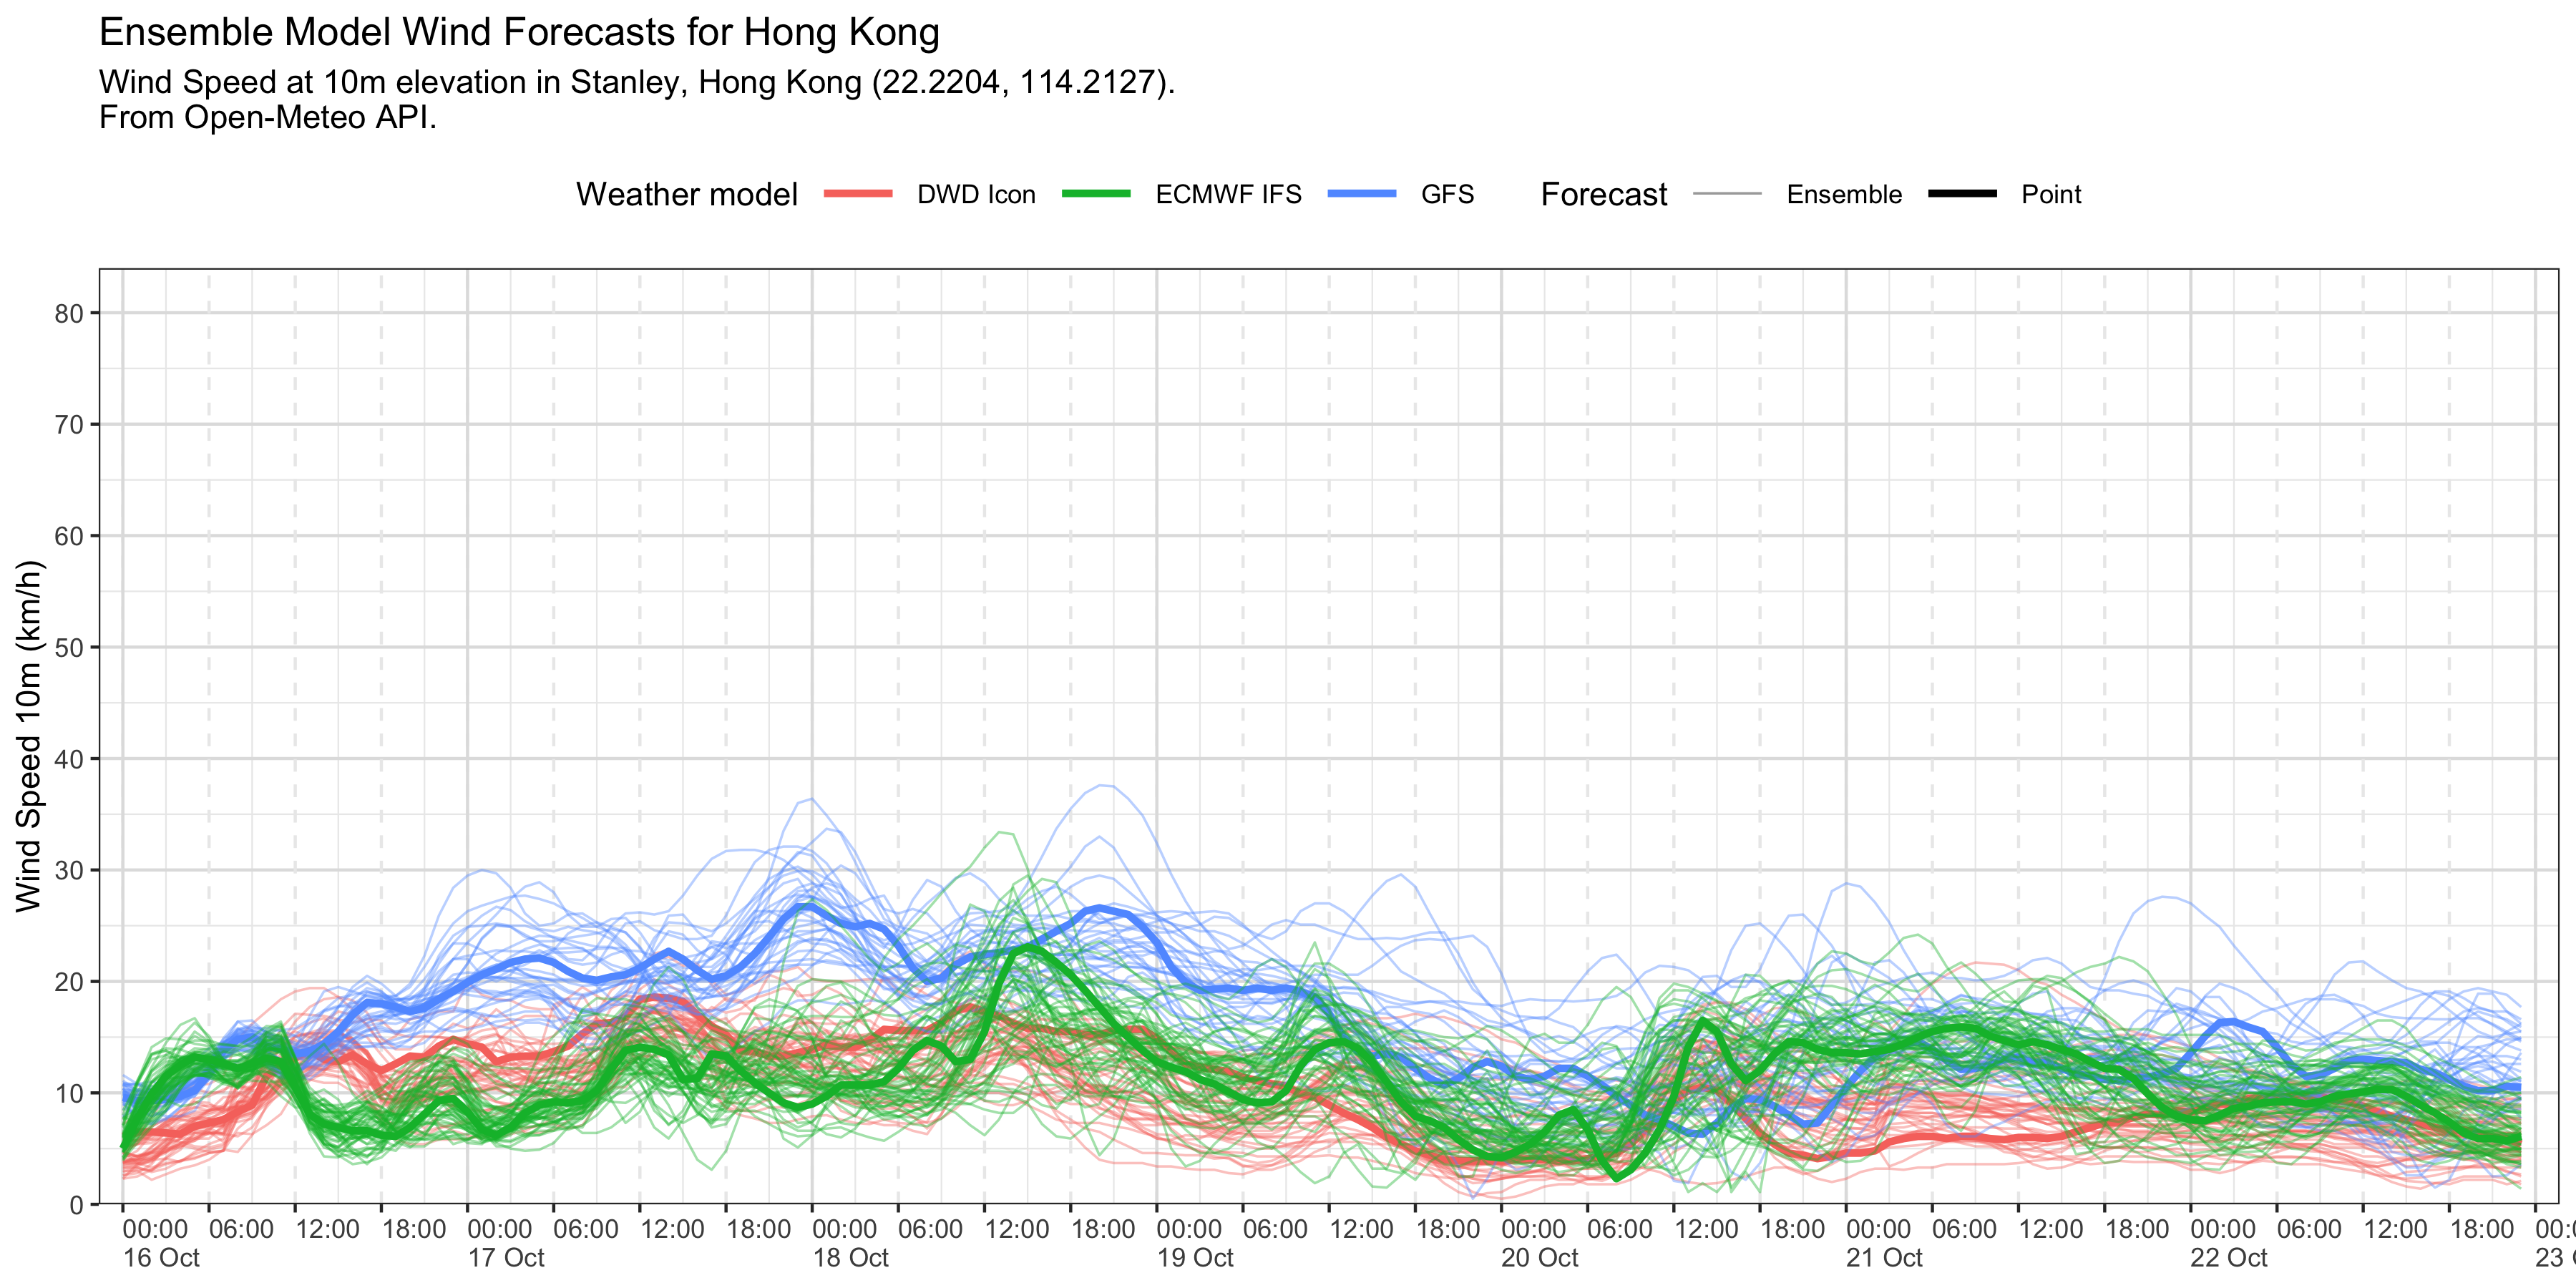 Ensemble Model Wind Forecasts for Hong Kong
Wind Speed at 10m elevation in Stanley, Hong Kong (22.2204, 114.2127).
From Open-Meteo API.
Weather model DWD Icon ECMWF IFS GFS Forecast Ensemble Point
Wind Speed 10m (km/h)
80
70
60
50
40
30
20
10
0
00:00 06:00 12:00 18:00 00:00 06:00 12:00 18:00 00:00 06:00 12:00 18:00 00:00 06:00 12:00 18:00 00:00 06:00 12:00 18:00 00:00 06:00 12:00 18:00 00:00 06:00 12:00 18:00
16 Oct 17 Oct 18 Oct 19 Oct 20 Oct 21 Oct 22 Oct 23